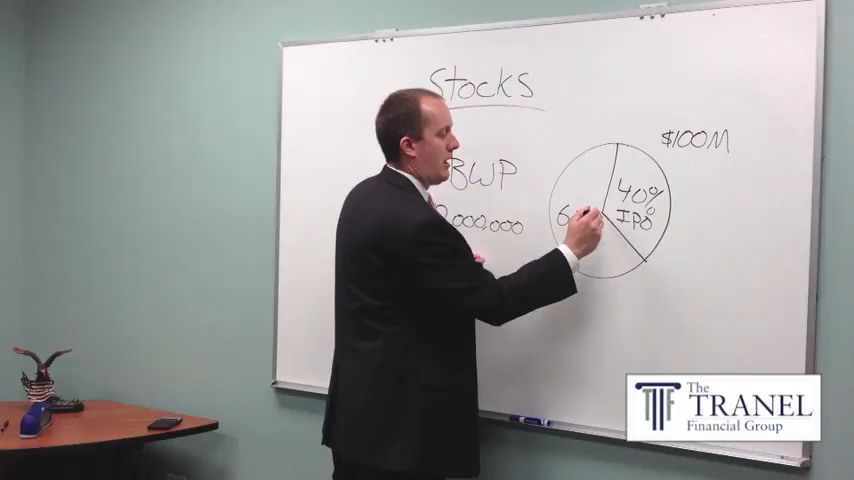 Stocks
$100M
BWP
40%
IPO
000,000
The
TRANEL
Financial Group